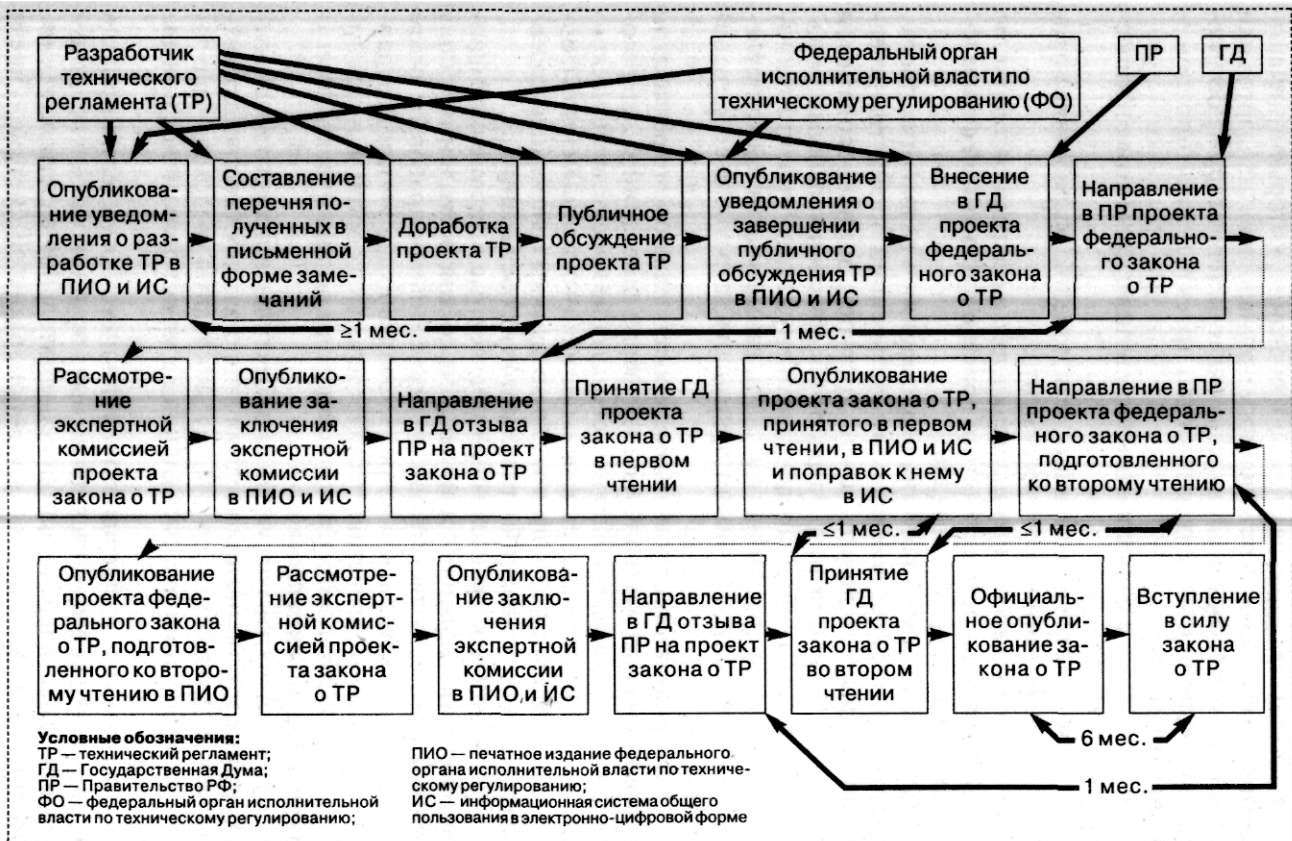 Разработчик
технического
регламента (ТР)
Федеральный орган
исполнительной власти по
техническому регулированию (ФО)
ПР
ГД
Опубликова-
ние уведом-
ления о раз-
работке ТР в
ПИО и ИС
Составление
перечня по-
лученных в
письменной
форме заме-
чаний
Доработка
проекта ТР
Публичное
обсуждение
проекта ТР
Опубликование
уведомления о
завершении
публичного
обсуждения ТР
в ПИО и ИС
Внесение
в ГД
проекта
федераль-
ного закона
о ТР
Направление
в ПР проекта
федерально-
го закона
о ТР
≥1 мес.
1 мес.
Рассмотре-
ние
экспертной
комиссией
проекта
закона о ТР
Опублико-
вание за-
ключения
экспертной
комиссии
в ПИО и ИС
Направление
в ГД отзыва
ПР на проект
закона о ТР
Принятие ГД
проекта
закона о ТР
в первом
чтении
Опубликование
проекта закона о ТР,
принятого в первом
чтении, в ПИО и ИС
и поправок к нему
в ИС
Направление в ПР
проекта федераль-
ного закона о ТР,
подготовленного
ко второму чтению
≤1 мес.
≤1 мес.
Опубликование
проекта феде-
рального закона
о ТР, подготов-
ленного ко второ-
му чтению в ПИО
Рассмотре-
ние эксперт-
ной комис-
сией проек-
та закона
о ТР
Опубликова-
ние заклю-
чения
экспертной
комиссии
в ПИО и ИС
Направление
в ГД отзыва
ПР на проект
закона о ТР
Принятие
ГД
проекта
закона о ТР
во втором
чтении
Официаль-
ное опубли-
кование за-
кона о ТР
Вступление
в силу
закона
о ТР
6 мес.
1 мес.
Условные обозначения:
ТР — технический регламент;
ГД — Государственная Дума;
ПР — Правительство РФ;
ФО — федеральный орган исполнительной
власти по техническому регулированию;
ПИО — печатное издание федерального
органа исполнительной власти по техниче-
скому регулированию;
ИС — информационная система общего
пользования в электронно-цифровой форме